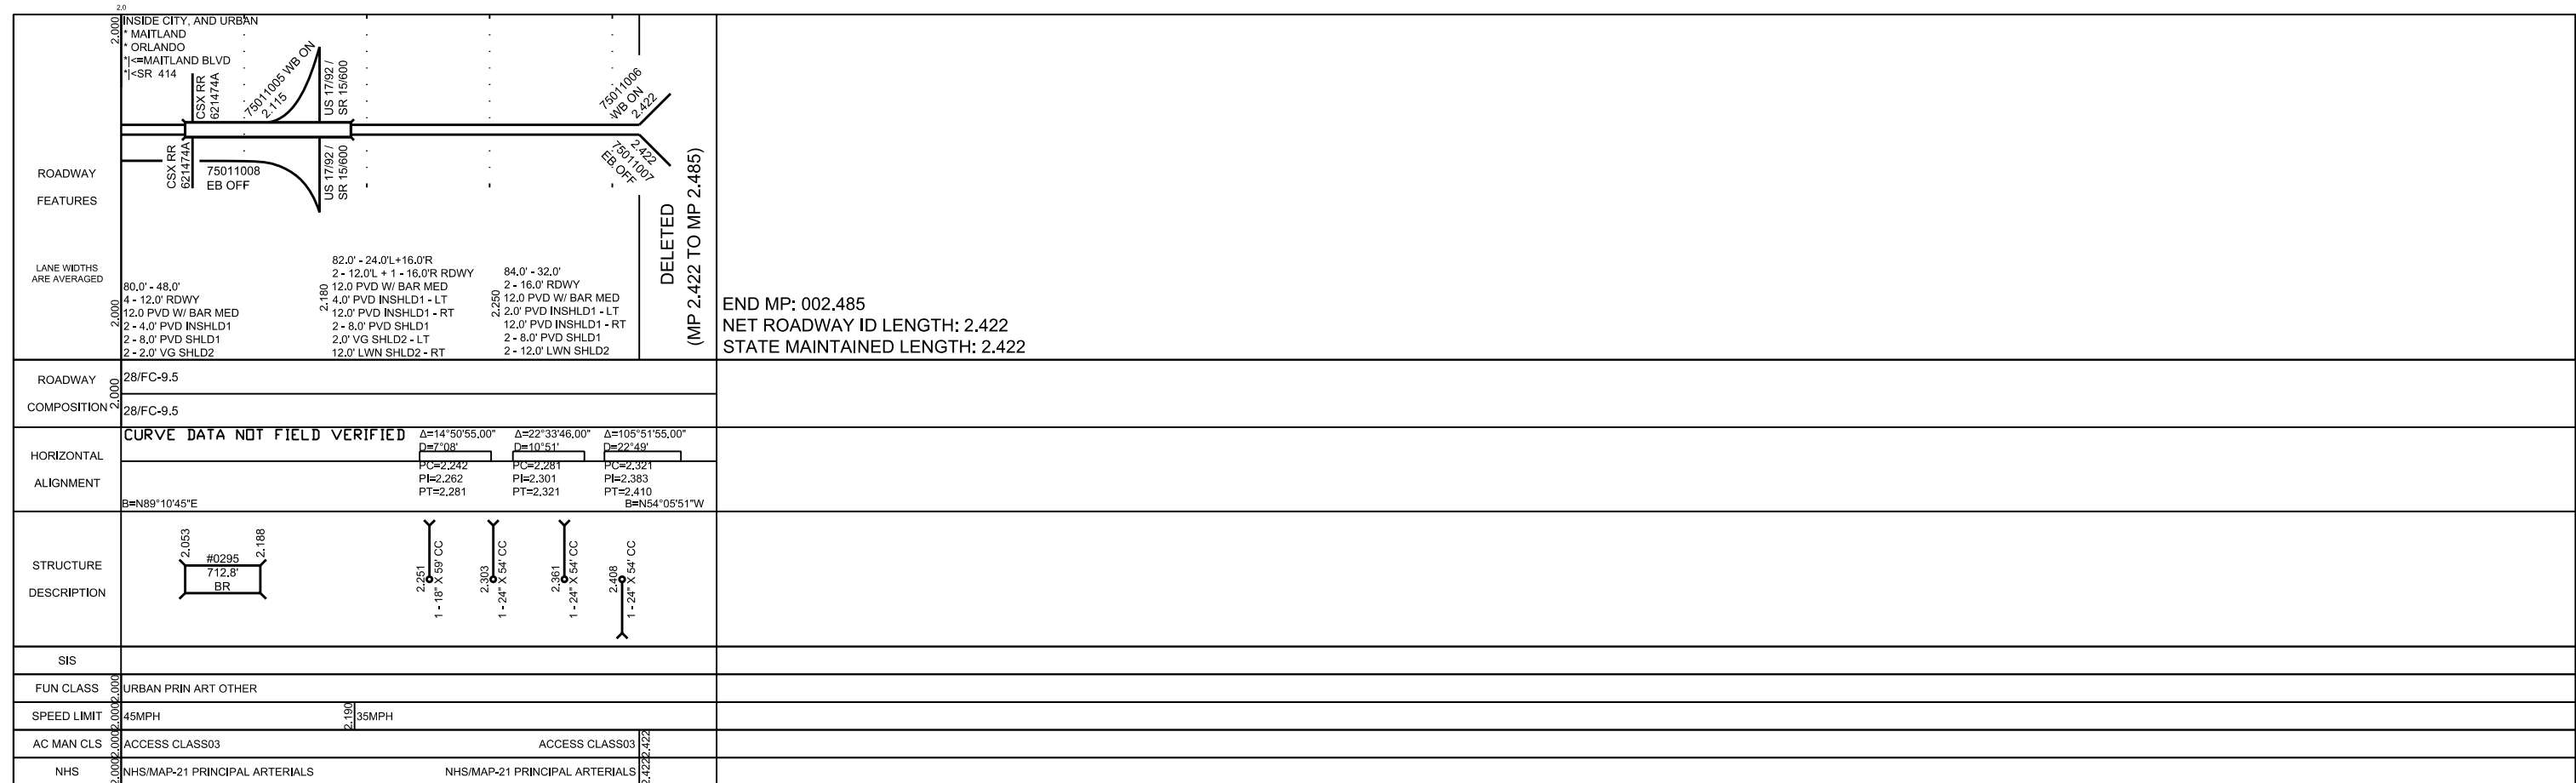 2.0
2.000
INSIDE CITY, AND URBAN
* MAITLAND
* ORLANDO
*|<=MAITLAND BLVD
*|<SR 414
CSX RR
621474A
75011005 WB ON
2.115
US 17/92 /
SR 15/600
75011006
WB ON
2.422
CSX RR
621474A
75011008
EB OFF
US 17/92 /
SR 15/600
2.422
75011007
EB OFF
ROADWAY
FEATURES
DELETED
(MP 2.422 TO MP 2.485)
LANE WIDTHS
ARE AVERAGED
2.000
80.0' - 48.0'
4 - 12.0' RDWY
12.0 PVD W/ BAR MED
2 - 4.0' PVD INSHLD1
2 - 8.0' PVD SHLD1
2 - 2.0' VG SHLD2
2.180
82.0' - 24.0'L+16.0'R
2 - 12.0'L + 1 - 16.0'R RDWY
12.0 PVD W/ BAR MED
4.0' PVD INSHLD1 - LT
12.0' PVD INSHLD1 - RT
2 - 8.0' PVD SHLD1
2.0' VG SHLD2 - LT
12.0' LWN SHLD2 - RT
2.250
84.0' - 32.0'
2 - 16.0' RDWY
12.0 PVD W/ BAR MED
2.0' PVD INSHLD1 - LT
12.0' PVD INSHLD1 - RT
2 - 8.0' PVD SHLD1
2 - 12.0' LWN SHLD2
END MP: 002.485
NET ROADWAY ID LENGTH: 2.422
STATE MAINTAINED LENGTH: 2.422
ROADWAY
COMPOSITION
2.000
28/FC-9.5
28/FC-9.5
HORIZONTAL
ALIGNMENT
CURVE DATA NOT FIELD VERIFIED
Δ=14°50'55.00"
D=7°08'
PC=2.242
PI=2.262
PT=2.281
Δ=22°33'46.00"
D=10°51'
PC=2.281
PI=2.301
PT=2.321
Δ=105°51'55.00"
D=22°49'
PC=2.321
PI=2.383
PT=2.410
B=N89°10'45"E
B=N54°05'51"W
STRUCTURE
DESCRIPTION
2.053
#0295
712.8'
BR
2.188
2.251
1 - 18" X 59' CC
2.303
1 - 24" X 54' CC
2.361
1 - 24" X 54' CC
2.408
1 - 24" X 54' CC
SIS
FUN CLASS
2.000
URBAN PRIN ART OTHER
SPEED LIMIT
2.000
45MPH
2.190
35MPH
AC MAN CLS
2.000
ACCESS CLASS03
ACCESS CLASS03
2.422
NHS
2.000
NHS/MAP-21 PRINCIPAL ARTERIALS
NHS/MAP-21 PRINCIPAL ARTERIALS
2.422